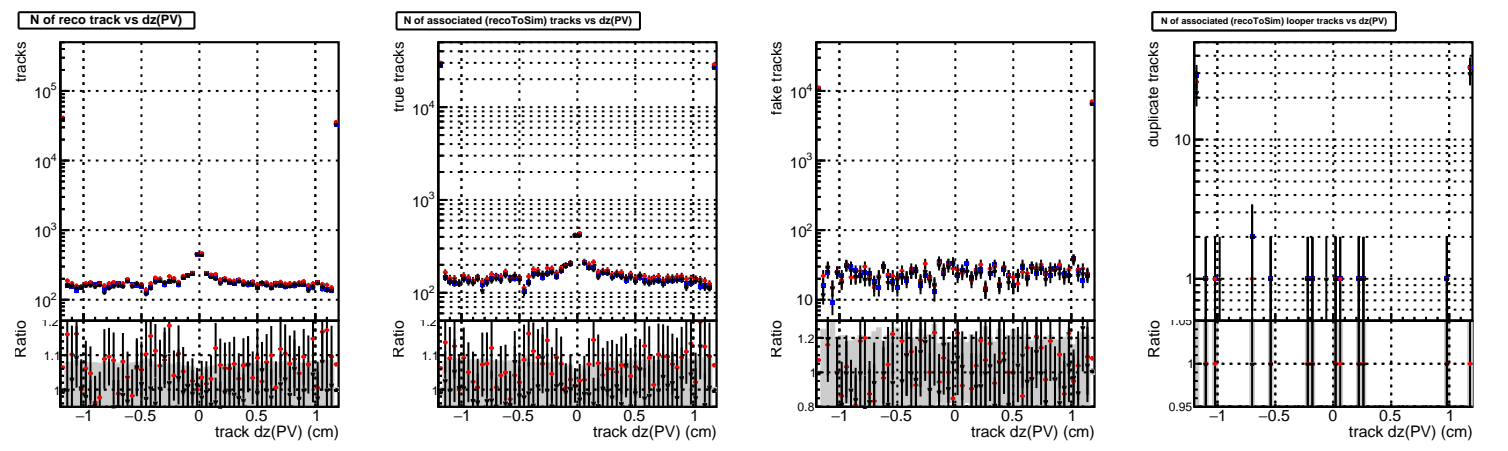 N of reco track vs dz(PV)
tracks
10^5
10^4
10^3
10^2
Ratio
1.2
1.1
1
−1 −0.5 0 0.5 1
track dz(PV) (cm)
N of associated (recoToSim) tracks vs dz(PV)
true tracks
10^4
10^3
10^2
Ratio
1.2
1.1
1
−1 −0.5 0 0.5 1
track dz(PV) (cm)
fake tracks
10^4
10^3
10^2
10
Ratio
1.2
1
0.8
−1 −0.5 0 0.5 1
track dz(PV) (cm)
N of associated (recoToSim) looper tracks vs dz(PV)
duplicate tracks
10
1
Ratio
1.05
1
0.95
−1 −0.5 0 0.5 1
track dz(PV) (cm)